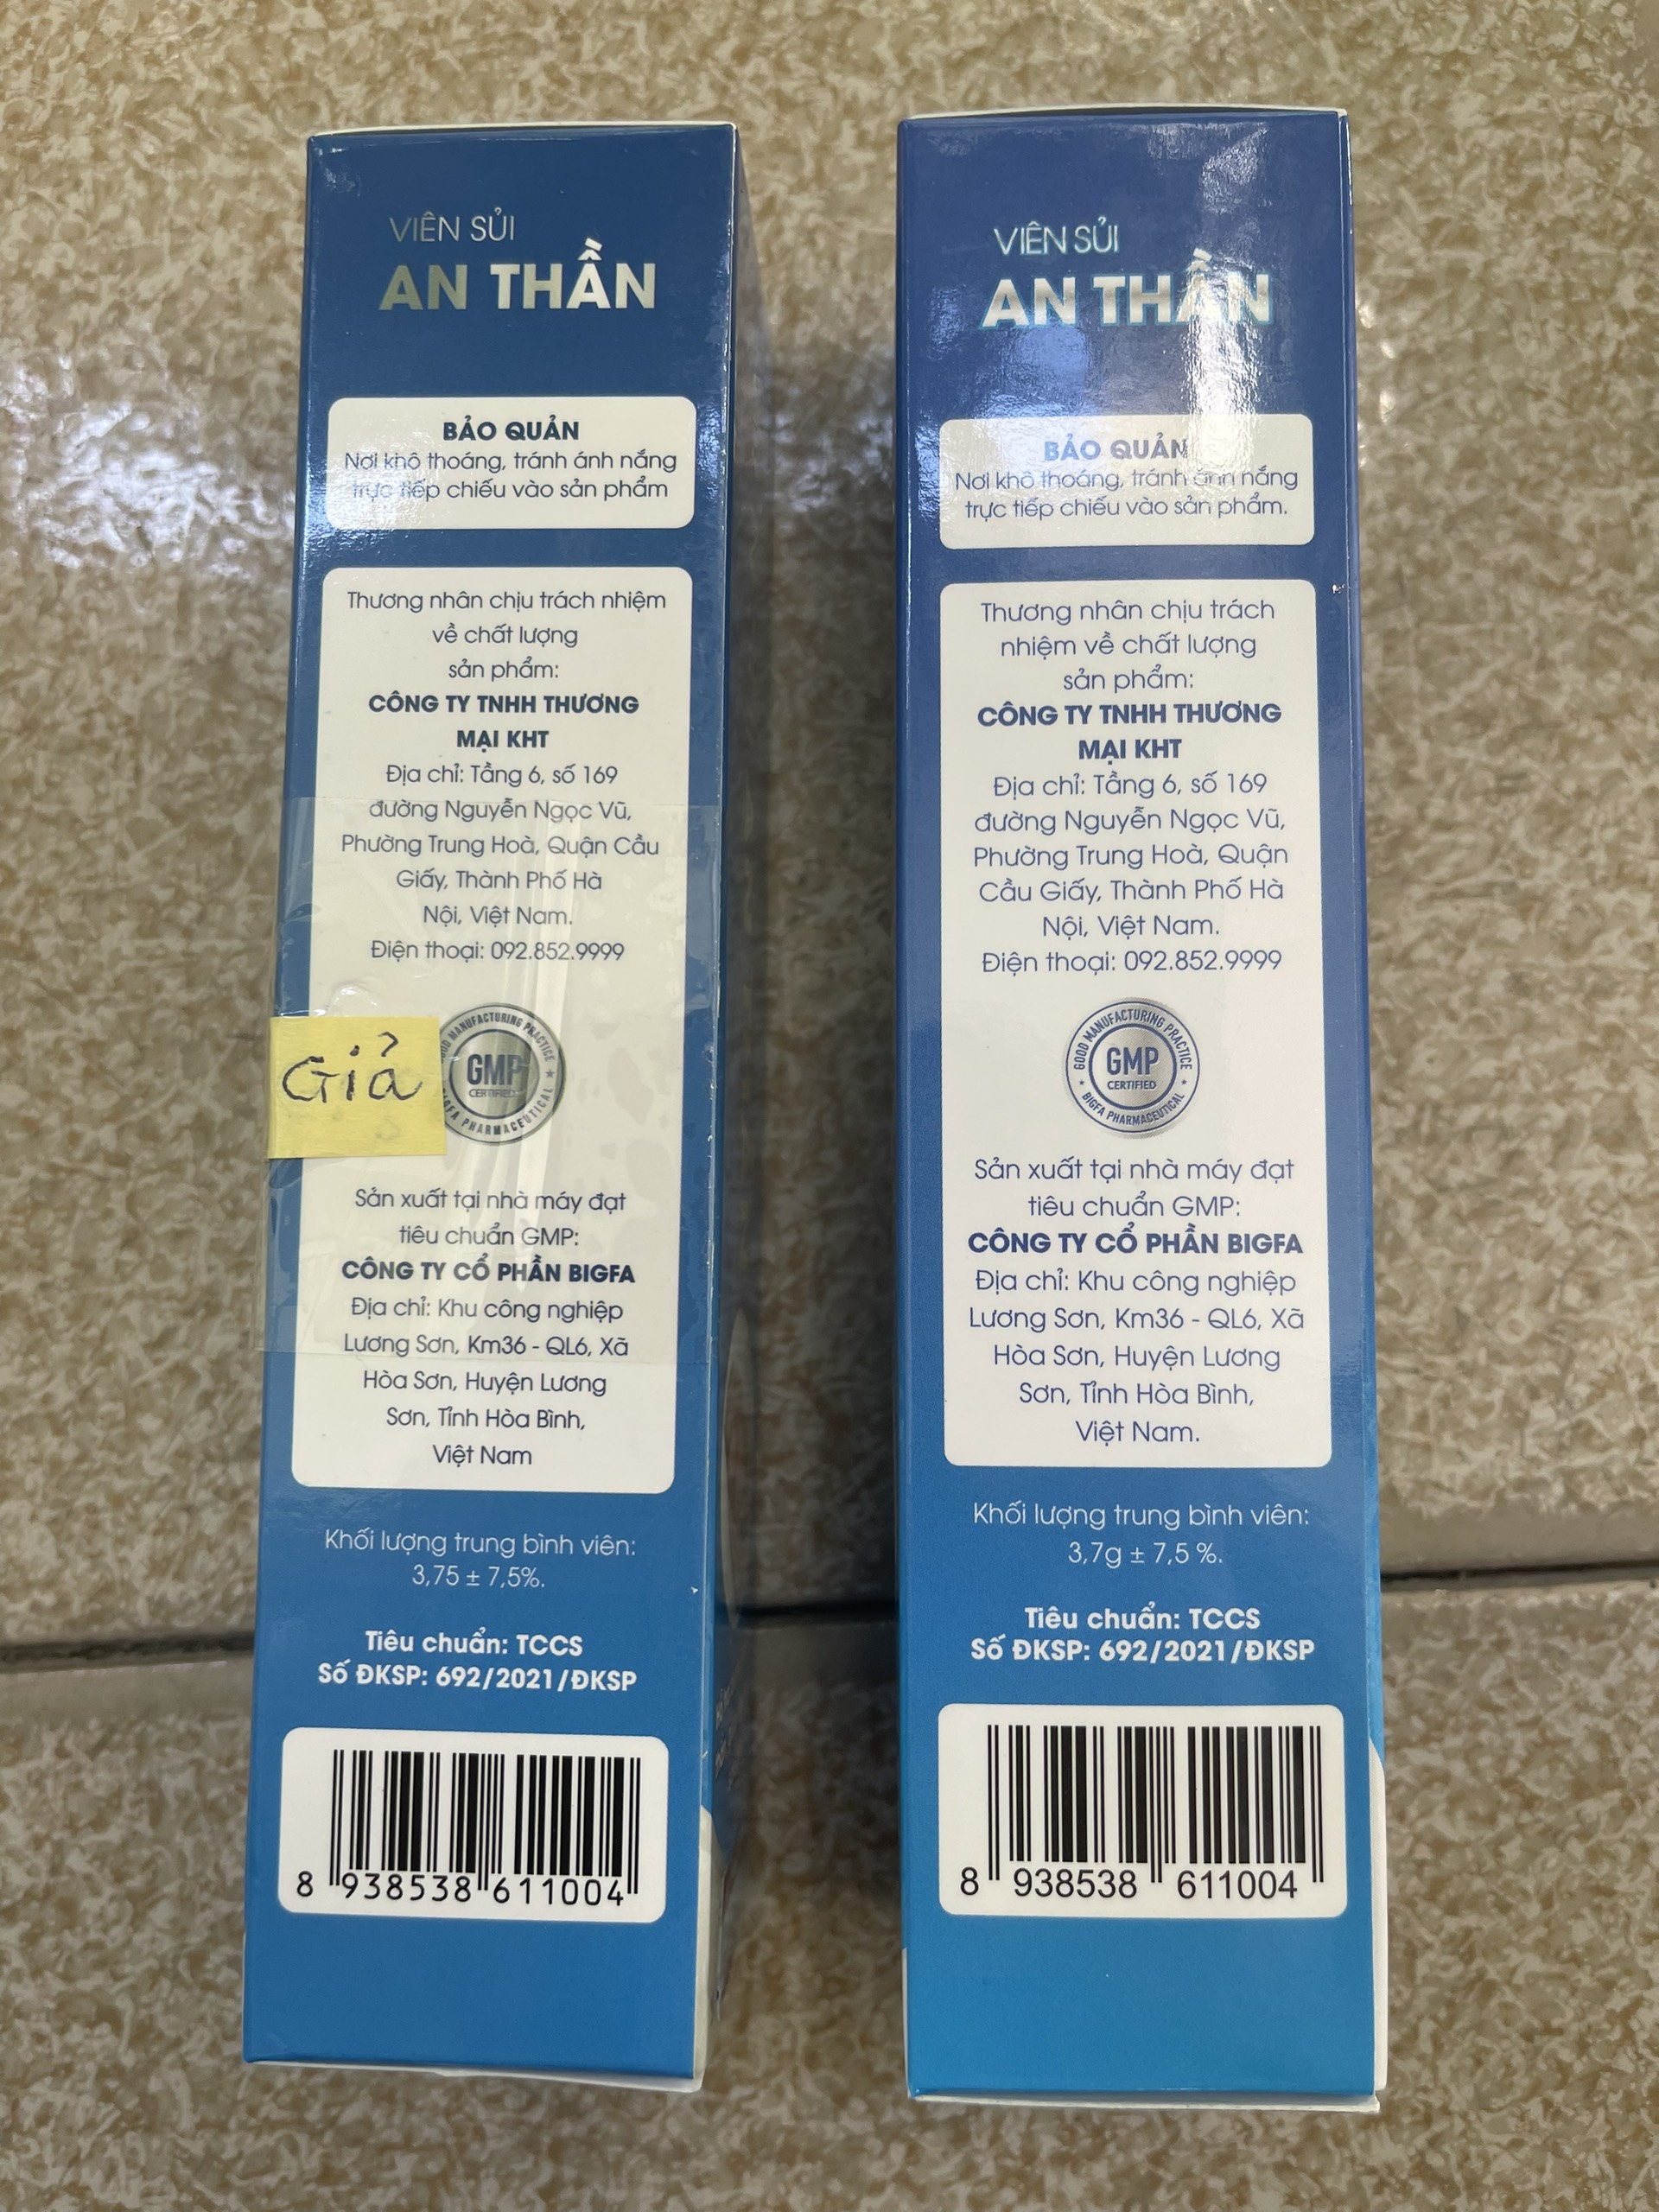 VIÊN SỦI
AN THẦN
BẢO QUẢN
Nơi khô thoáng, tránh ánh nắng
trực tiếp chiếu vào sản phẩm
Thương nhân chịu trách nhiệm
về chất lượng
sản phẩm:
CÔNG TY TNHH THƯƠNG
MẠI KHT
Địa chỉ: Tầng 6, số 169
đường Nguyễn Ngọc Vũ,
Phường Trung Hoà, Quận Cầu
Giấy, Thành Phố Hà
Nội, Việt Nam.
Điện thoại: 092.852.9999
Giả
MANUFACTURING PRACTICE
GMP
CERTIFIED
PHARMACEUTICAL
Sản xuất tại nhà máy đạt
tiêu chuẩn GMP:
CÔNG TY CỔ PHẦN BIGFA
Địa chỉ: Khu công nghiệp
Lương Sơn, Km36 - QL6, Xã
Hòa Sơn, Huyện Lương
Sơn, Tỉnh Hòa Bình,
Việt Nam
Khối lượng trung bình viên:
3,75 ± 7,5%.
Tiêu chuẩn: TCCS
Số ĐKSP: 692/2021/ĐKSP
8 938538 611004
VIÊN SỦI
AN THẦN
BẢO QUẢN
Nơi khô thoáng, tránh ánh nắng
trực tiếp chiếu vào sản phẩm.
Thương nhân chịu trách
nhiệm về chất lượng
sản phẩm:
CÔNG TY TNHH THƯƠNG
MẠI KHT
Địa chỉ: Tầng 6, số 169
đường Nguyễn Ngọc Vũ,
Phường Trung Hoà, Quận
Cầu Giấy, Thành Phố Hà
Nội, Việt Nam.
Điện thoại: 092.852.9999
GOOD MANUFACTURING PRACTICE
GMP
CERTIFIED
BIGFA PHARMACEUTICAL
Sản xuất tại nhà máy đạt
tiêu chuẩn GMP:
CÔNG TY CỔ PHẦN BIGFA
Địa chỉ: Khu công nghiệp
Lương Sơn, Km36 - QL6, Xã
Hòa Sơn, Huyện Lương
Sơn, Tỉnh Hòa Bình,
Việt Nam.
Khối lượng trung bình viên:
3,7g ± 7,5 %.
Tiêu chuẩn: TCCS
Số ĐKSP: 692/2021/ĐKSP
8 938538 611004